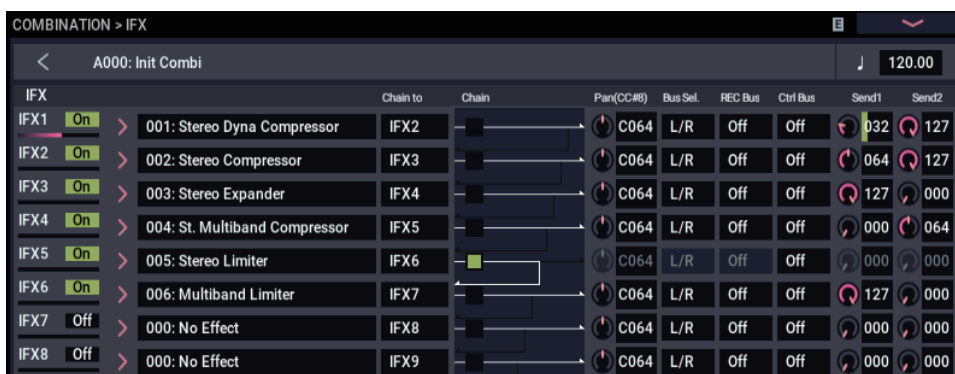 COMBINATION > IFX E
A000: Init Combi ♩ 120.00
IFX Chain to Chain Pan(CC#8) Bus Sel. REC Bus Ctrl Bus Send1 Send2
IFX1 On 001: Stereo Dyna Compressor IFX2 C064 L/R Off Off 032 127
IFX2 On 002: Stereo Compressor IFX3 C064 L/R Off Off 064 127
IFX3 On 003: Stereo Expander IFX4 C064 L/R Off Off 127 000
IFX4 On 004: St. Multiband Compressor IFX5 C064 L/R Off Off 000 064
IFX5 On 005: Stereo Limiter IFX6 C064 L/R Off Off 000 000
IFX6 On 006: Multiband Limiter IFX7 C064 L/R Off Off 127 000
IFX7 Off 000: No Effect IFX8 C064 L/R Off Off 000 000
IFX8 Off 000: No Effect IFX9 C064 L/R Off Off 000 000